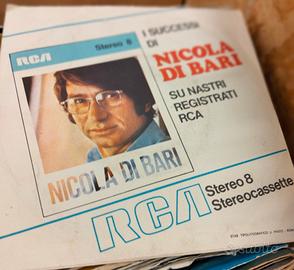 RCA Stereo 8
NICOLA DI BARI
I SUCCESSI
DI
NICOLA
DI BARI
SU NASTRI
REGISTRATI
RCA
RCA
Stereo 8
Stereocassette
subito